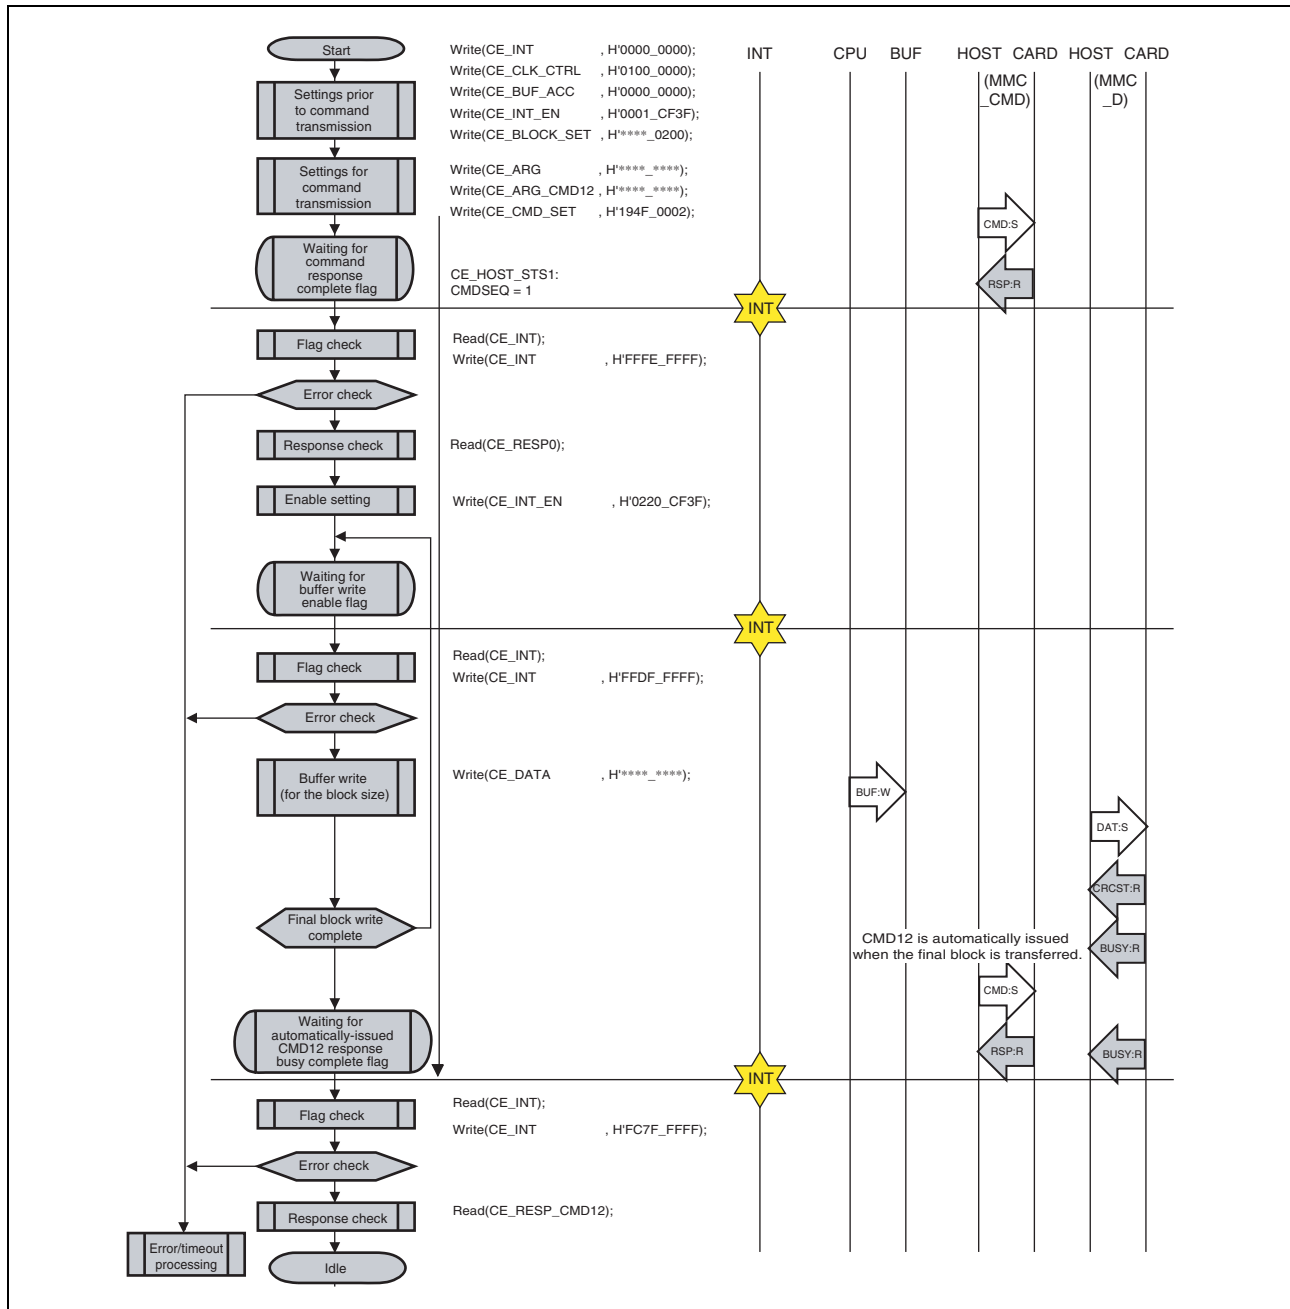 Start
Write(CE_INT , H'0000_0000);
Write(CE_CLK_CTRL , H'0100_0000);
Write(CE_BUF_ACC , H'0000_0000);
Write(CE_INT_EN , H'0001_CF3F);
Write(CE_BLOCK_SET , H'****_0200);
INT
CPU
BUF
HOST
CARD
HOST
CARD
(MMC
_CMD)
(MMC
_D)
Settings prior
to command
transmission
Settings for
command
transmission
Write(CE_ARG , H'****_****);
Write(CE_ARG_CMD12 , H'****_****);
Write(CE_CMD_SET , H'194F_0002);
CMD:S
Waiting for
command
response
complete flag
CE_HOST_STS1:
CMDSEQ = 1
RSP:R
INT
Flag check
Read(CE_INT);
Write(CE_INT , H'FFFE_FFFF);
Error check
Response check
Read(CE_RESP0);
Enable setting
Write(CE_INT_EN , H'0220_CF3F);
Waiting for
buffer write
enable flag
INT
Flag check
Read(CE_INT);
Write(CE_INT , H'FFDF_FFFF);
Error check
Buffer write
(for the block size)
Write(CE_DATA , H'****_****);
BUF:W
DAT:S
CRCST:R
Final block write
complete
CMD12 is automatically issued
when the final block is transferred.
BUSY:R
CMD:S
Waiting for
automatically-issued
CMD12 response
busy complete flag
RSP:R
BUSY:R
INT
Flag check
Read(CE_INT);
Write(CE_INT , H'FC7F_FFFF);
Error check
Response check
Read(CE_RESP_CMD12);
Error/timeout
processing
Idle